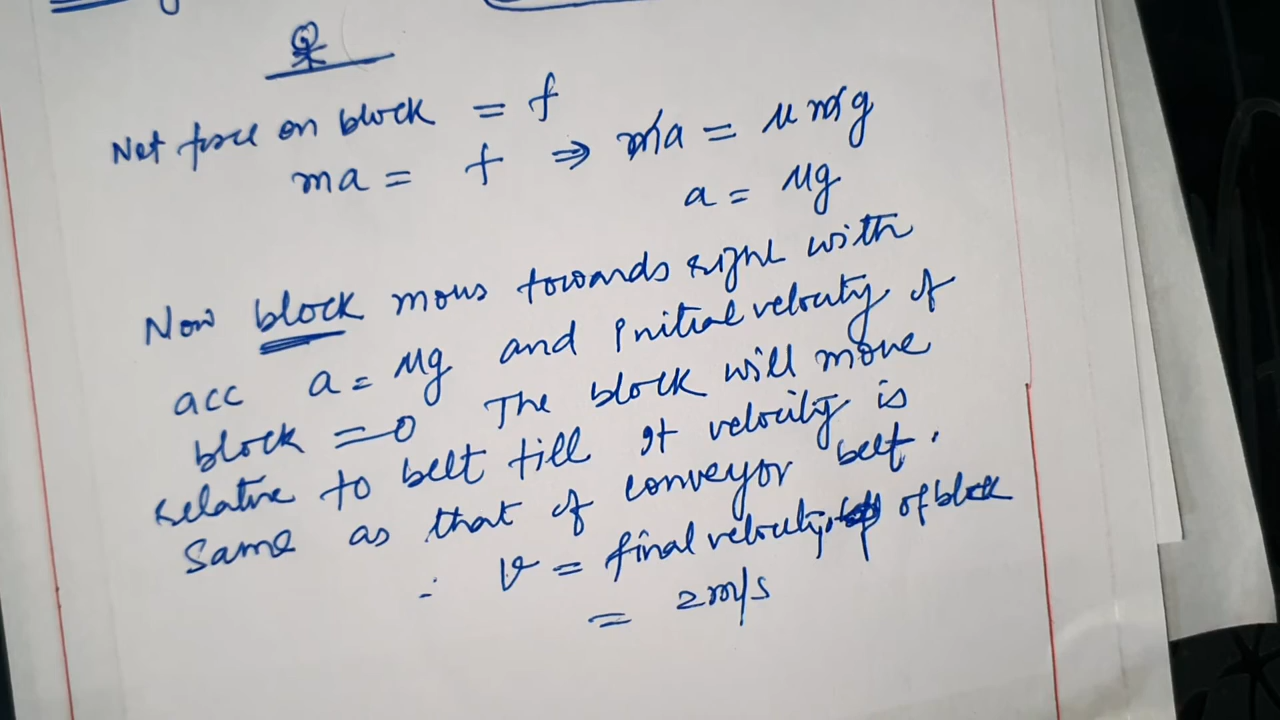 Net force on block = f
ma = f ⇒ ma = μmg
a = μg
Now block moves towards right with
acc a = μg and initial velocity of
block = 0 The block will move
relative to belt till It velocity is
Same as that of conveyor belt.
∴ v = final velocity of block
= 2m/s